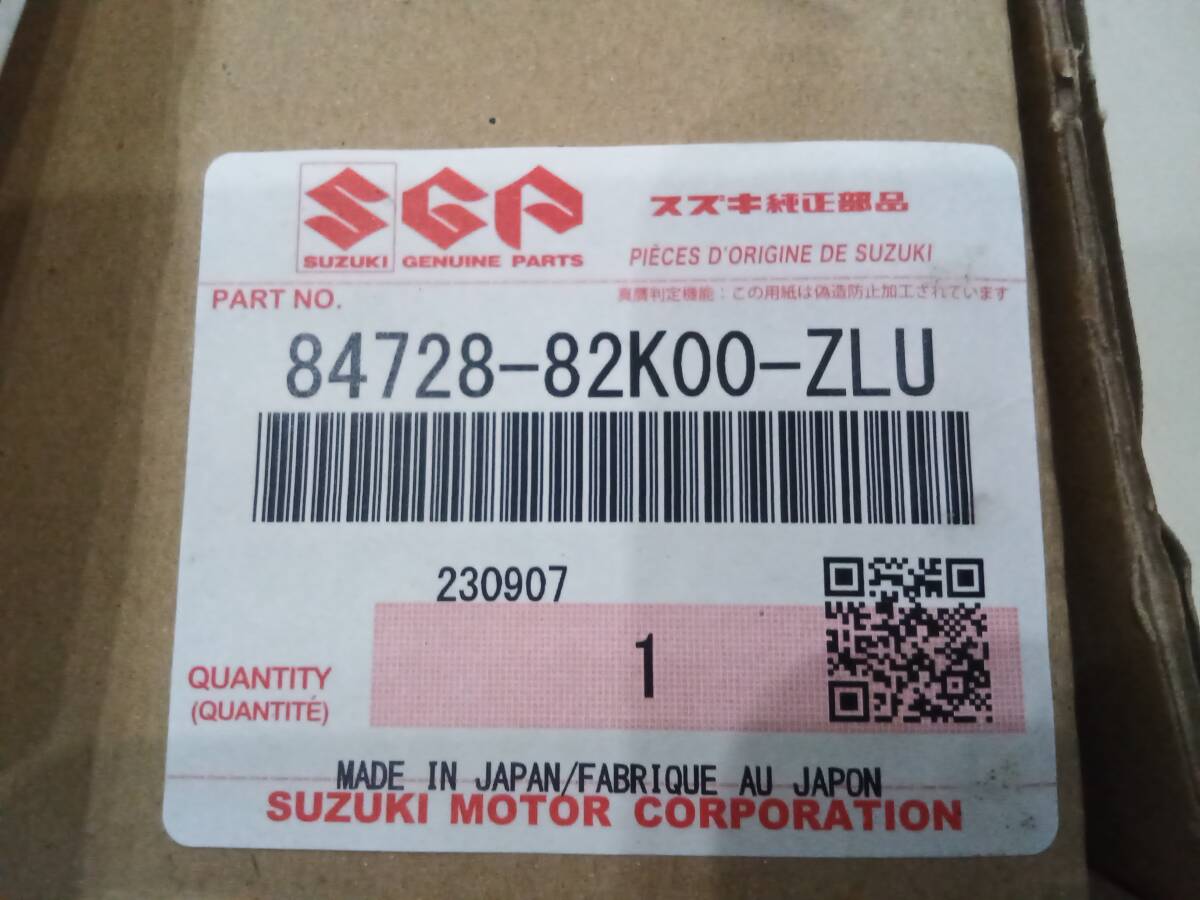 SGP
SUZUKI GENUINE PARTS
スズキ純正部品
PIÈCES D'ORIGINE DE SUZUKI
PART NO.
真贋判定機能：この用紙は偽造防止加工されています
84728-82K00-ZLU
230907
1
QUANTITY
(QUANTITÉ)
MADE IN JAPAN/FABRIQUE AU JAPON
SUZUKI MOTOR CORPORATION